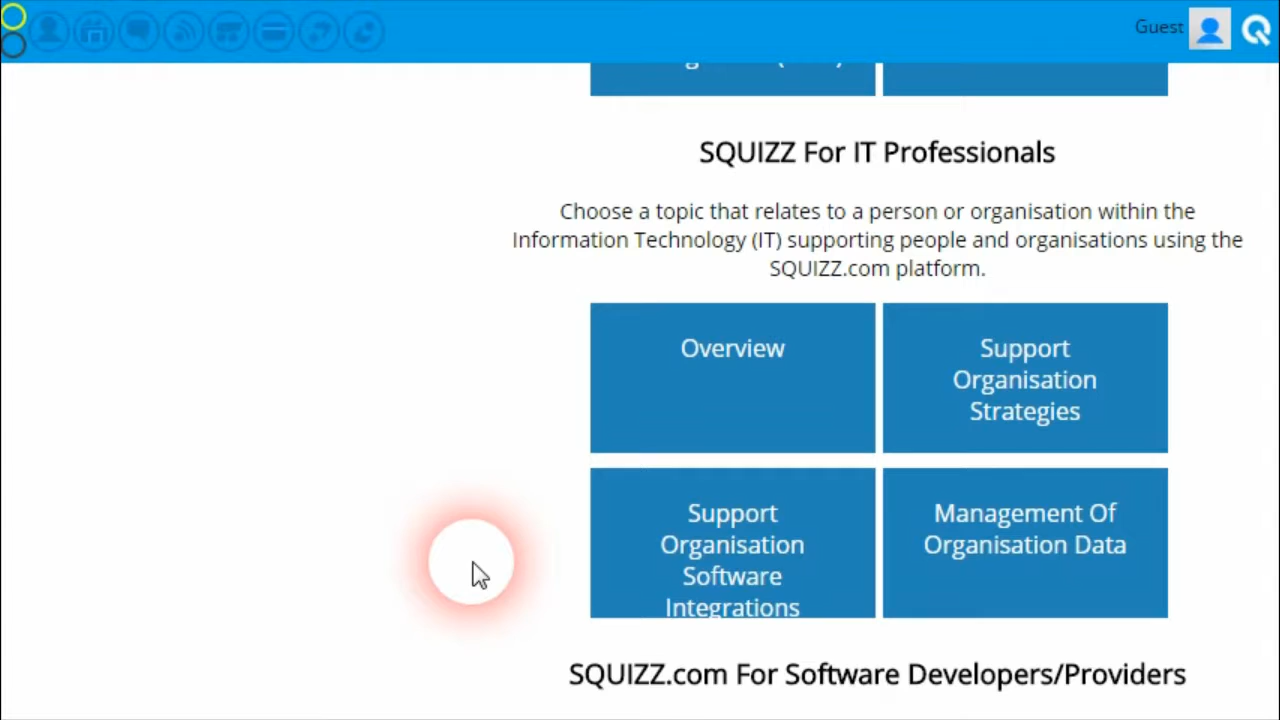 Guest
SQUIZZ For IT Professionals
Choose a topic that relates to a person or organisation within the
Information Technology (IT) supporting people and organisations using the
SQUIZZ.com platform.
Overview
Support
Organisation
Strategies
Support
Organisation
Software
Integrations
Management Of
Organisation Data
SQUIZZ.com For Software Developers/Providers